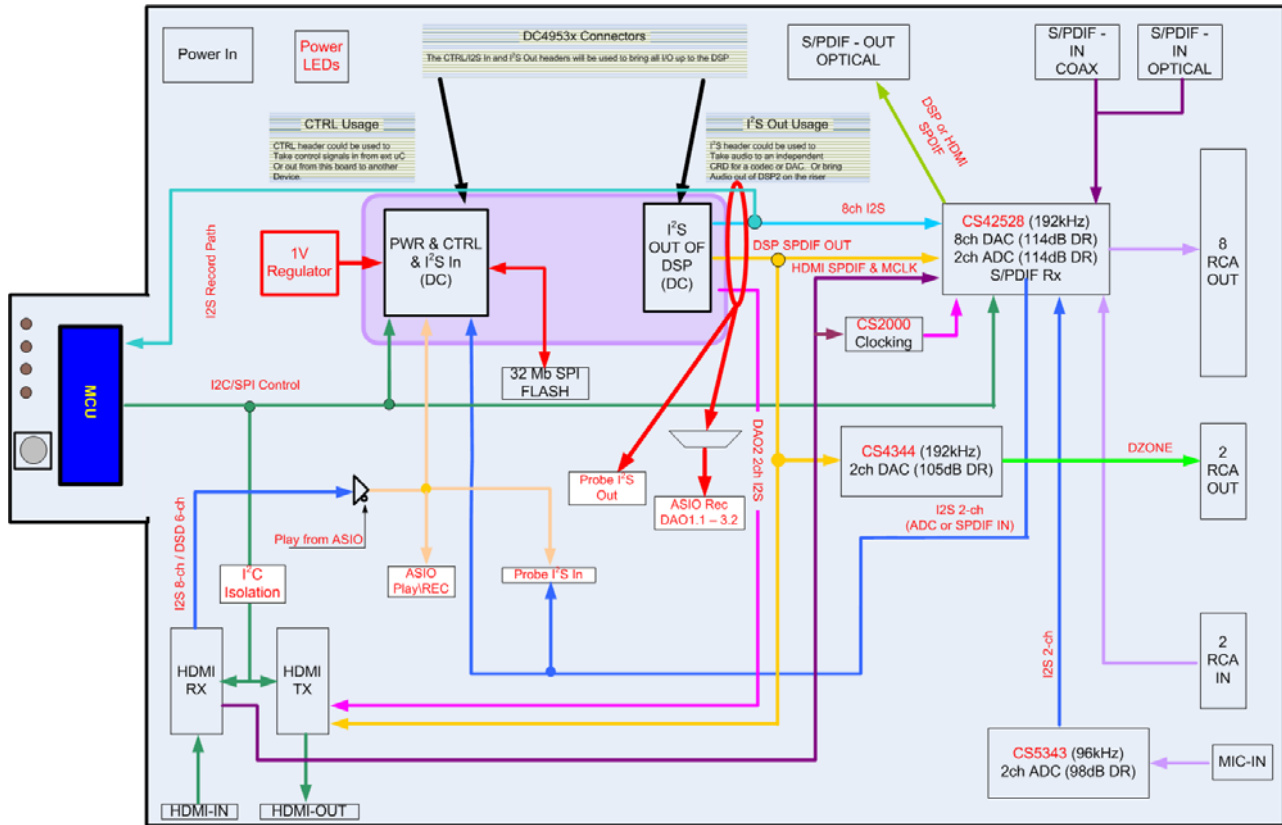 Power In
Power
LEDs
DC4953x Connectors
The CTRL/I2S In and I²S Out headers will be used to bring all I/O up to the DSP
S/PDIF - OUT
OPTICAL
S/PDIF -
IN
COAX
S/PDIF -
IN
OPTICAL
CTRL Usage
CTRL header could be used to
Take control signals in from ext uC
Or out from this board to another
Device.
I²S Out Usage
I²S header could be used to
Take audio to an independent
CRD for a codec or DAC. Or bring
Audio out of DSP2 on the riser
DSP or HDMI
SPDIF
I2S Record Path
1V
Regulator
PWR & CTRL
& I²S In
(DC)
I²S
OUT OF
DSP
(DC)
8ch I2S
DSP SPDIF OUT
HDMI SPDIF & MCLK
CS42528 (192kHz)
8ch DAC (114dB DR)
2ch ADC (114dB DR)
S/PDIF Rx
8
RCA
OUT
CS2000
Clocking
32 Mb SPI
FLASH
MCU
I2C/SPI Control
DAO2 2ch I2S
CS4344 (192kHz)
2ch DAC (105dB DR)
DZONE
2
RCA
OUT
Probe I²S
Out
ASIO Rec
DAO1.1 – 3.2
I2S 2-ch
(ADC or SPDIF IN)
Play from ASIO
I2S 8-ch / DSD 6-ch
I²C
Isolation
ASIO
Play\REC
Probe I²S In
HDMI
RX
HDMI
TX
I2S 2-ch
2
RCA
IN
CS5343 (96kHz)
2ch ADC (98dB DR)
MIC-IN
HDMI-IN
HDMI-OUT